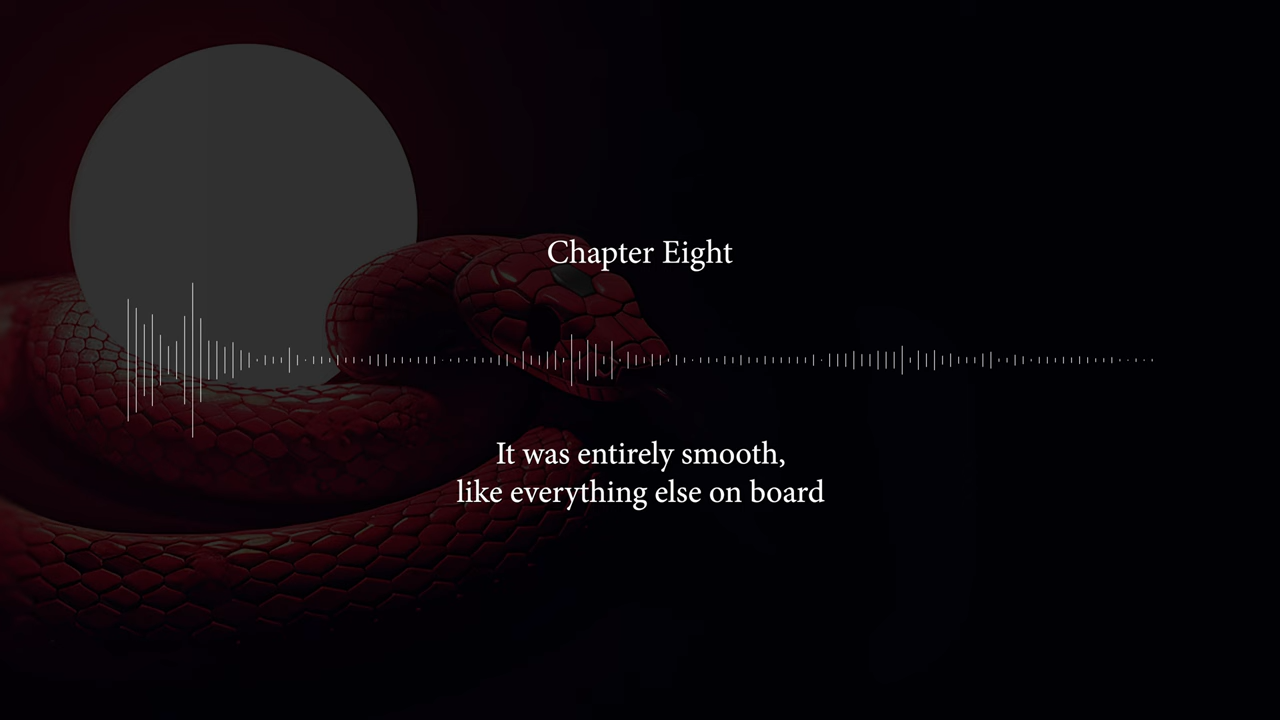 Chapter Eight
It was entirely smooth,
like everything else on board